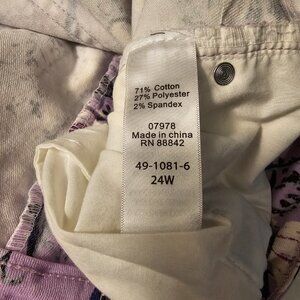 71% Cotton
27% Polyester
2% Spandex
07978
Made in china
RN 88842
49-1081-6
24W